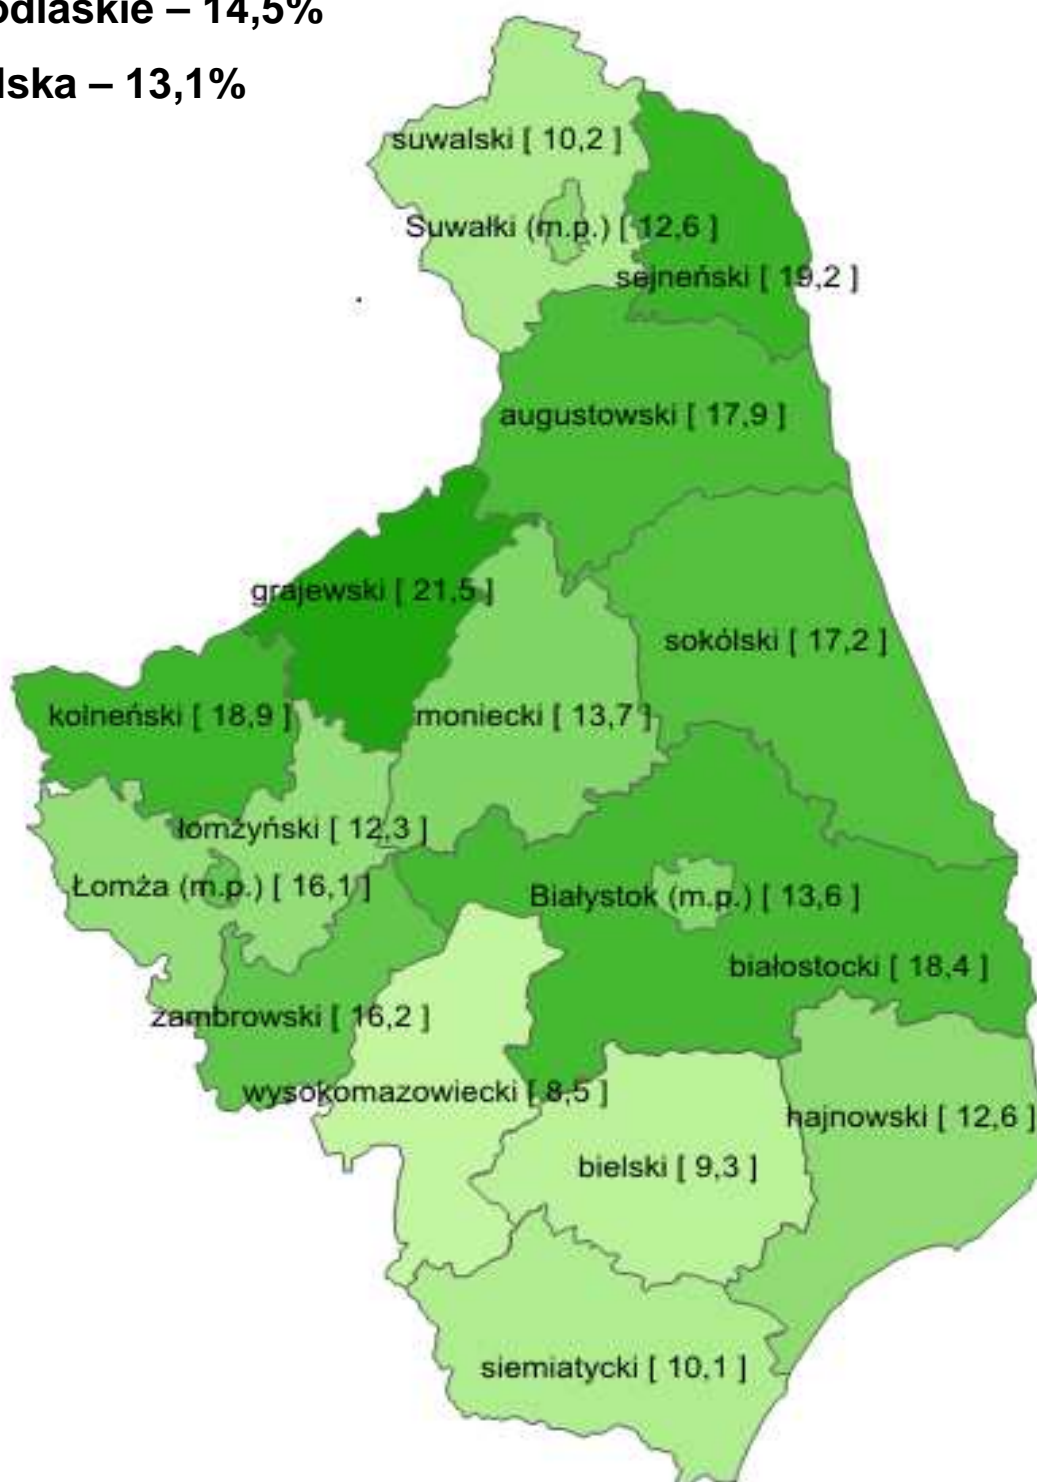 odlaskie – 14,5%
lska – 13,1%
suwalski [ 10,2 ]
Suwałki (m.p.) [ 12,6 ]
sejneński [ 19,2 ]
augustowski [ 17,9 ]
grajewski [ 21,5 ]
sokólski [ 17,2 ]
kolneński [ 18,9 ]
moniecki [ 13,7 ]
łomżyński [ 12,3 ]
Łomża (m.p.) [ 16,1 ]
Białystok (m.p.) [ 13,6 ]
białostocki [ 18,4 ]
zambrowski [ 16,2 ]
wysokomazowiecki [ 8,5 ]
hajnowski [ 12,6 ]
bielski [ 9,3 ]
siemiatycki [ 10,1 ]